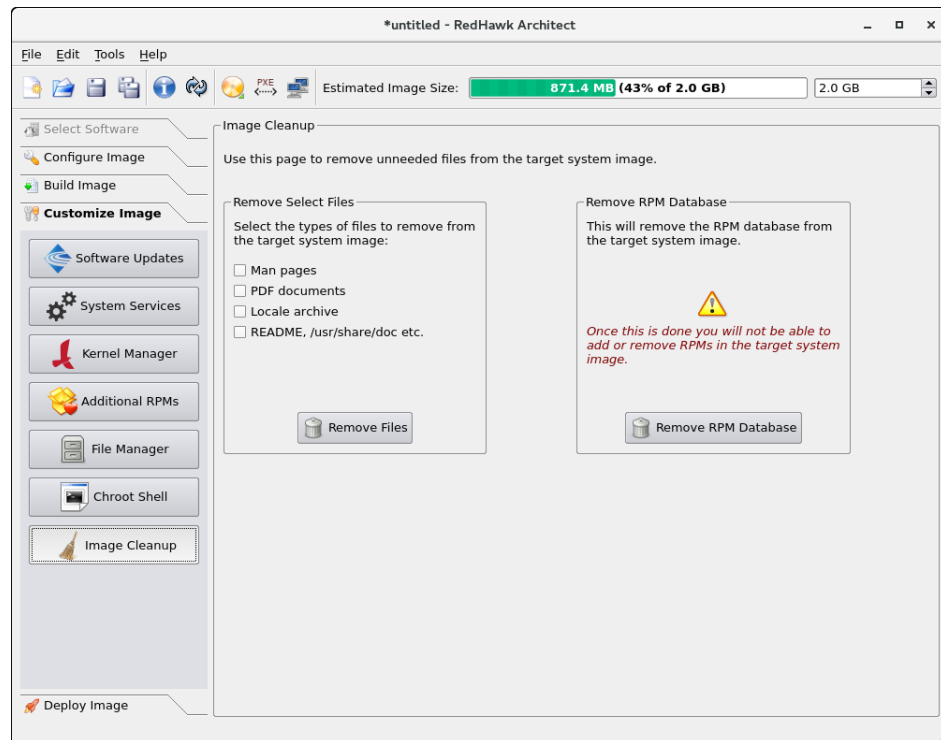 *untitled - RedHawk Architect
File Edit Tools Help
PXE
Estimated Image Size:
871.4 MB (43% of 2.0 GB)
2.0 GB
Select Software
Configure Image
Build Image
Customize Image
Software Updates
System Services
Kernel Manager
Additional RPMs
File Manager
Chroot Shell
Image Cleanup
Deploy Image
Image Cleanup
Use this page to remove unneeded files from the target system image.
Remove Select Files
Select the types of files to remove from
the target system image:
Man pages
PDF documents
Locale archive
README, /usr/share/doc etc.
Remove Files
Remove RPM Database
This will remove the RPM database from
the target system image.
Once this is done you will not be able to
add or remove RPMs in the target system
image.
Remove RPM Database